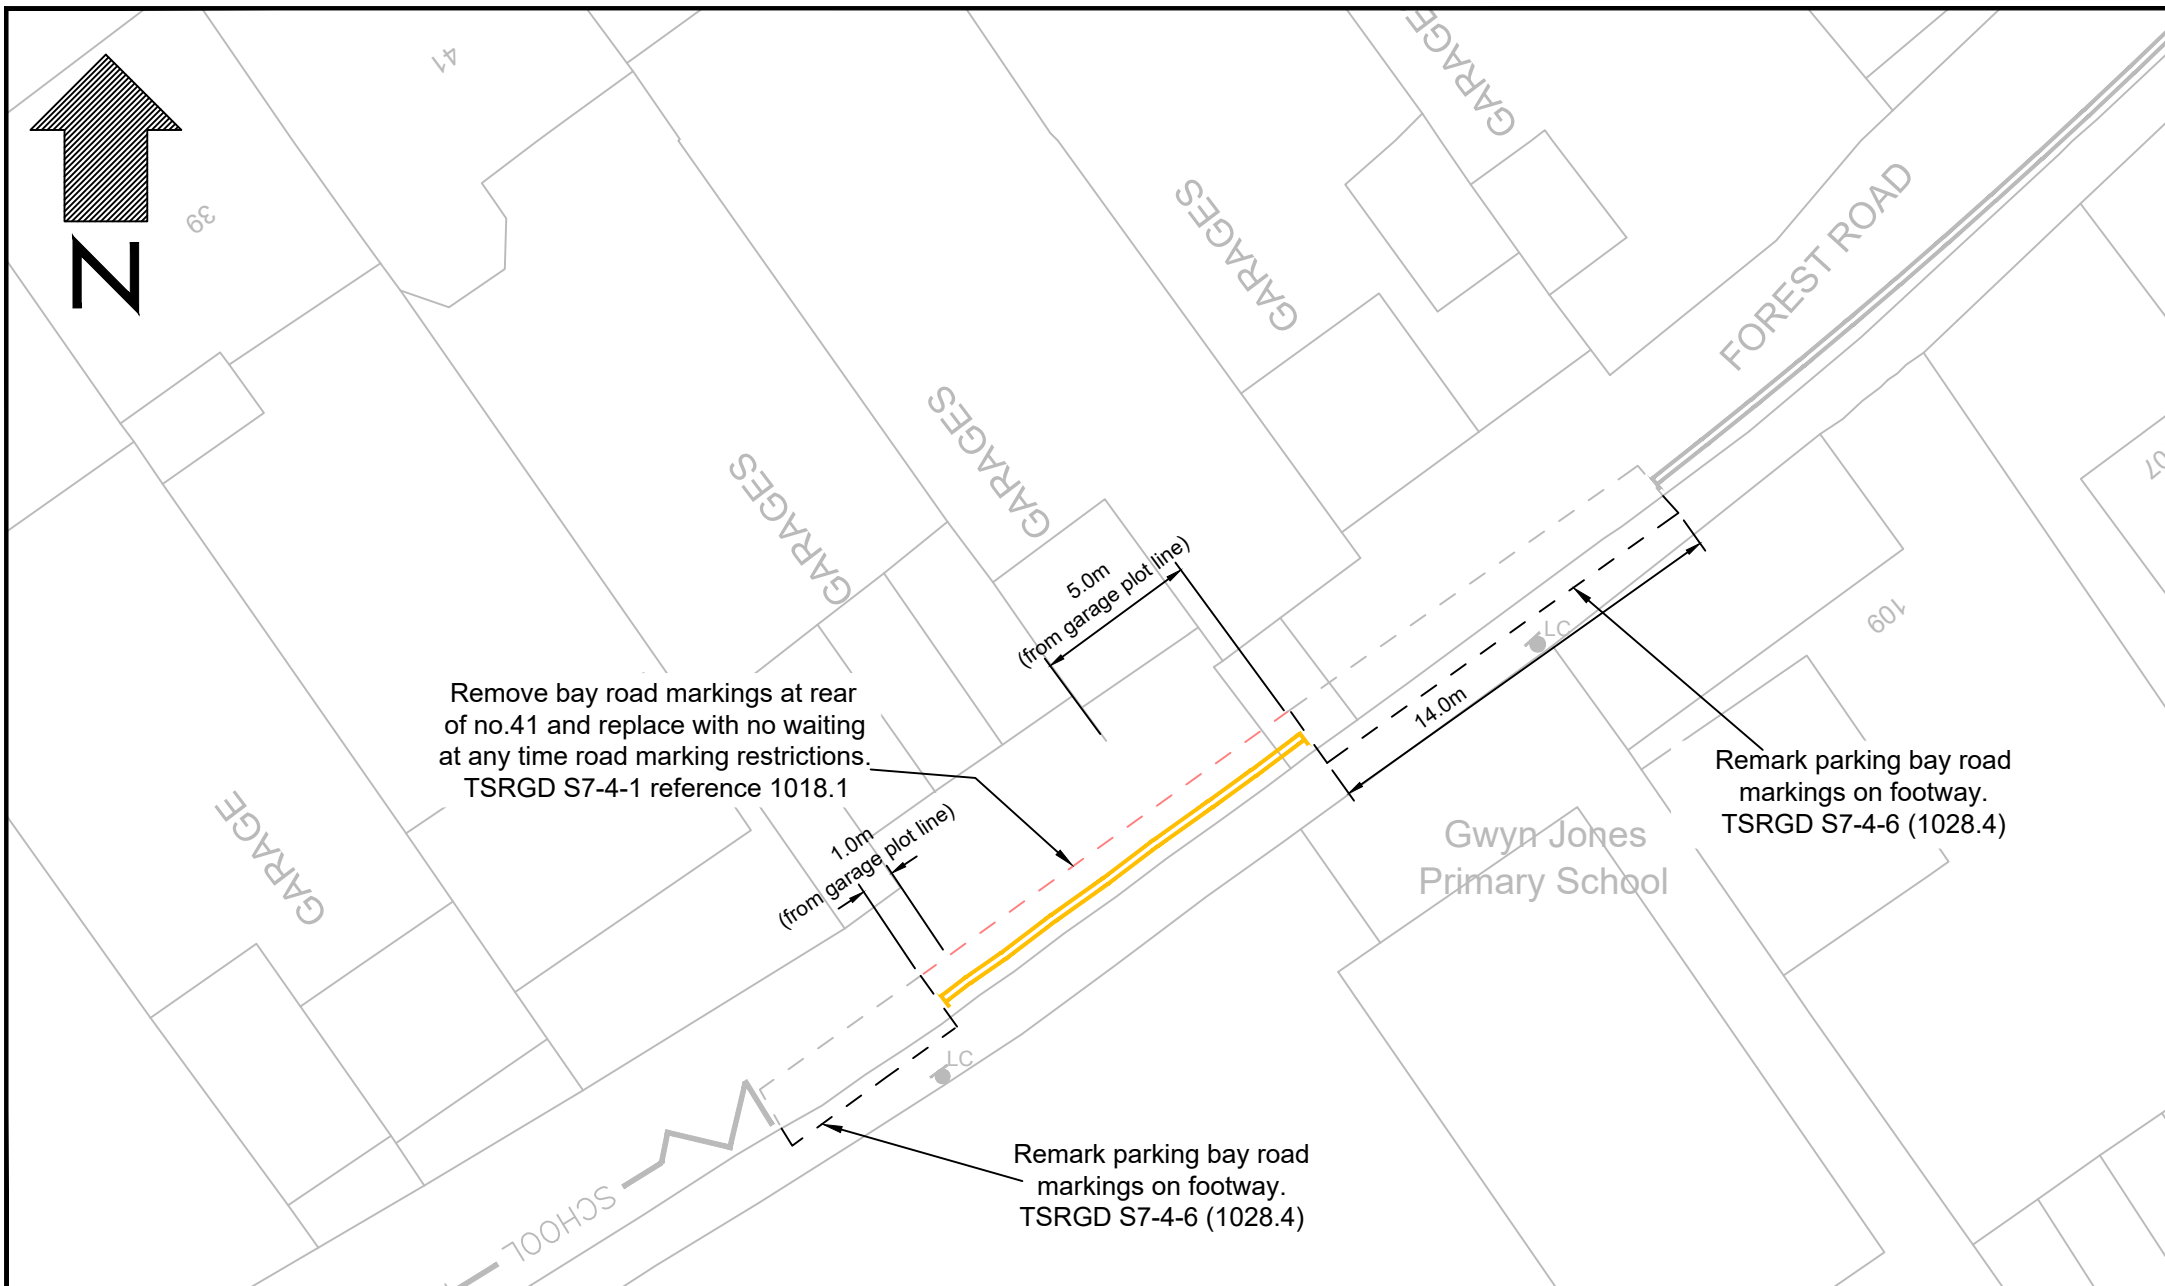 41
GARAGES
39
N
GARAGES
FOREST ROAD
GARAGES
GARAGES
07
5.0m
(from garage plot line)
LC
109
Remove bay road markings at rear
of no.41 and replace with no waiting
at any time road marking restrictions.
TSRGD S7-4-1 reference 1018.1
14.0m
Remark parking bay road
markings on footway.
TSRGD S7-4-6 (1028.4)
GARAGE
1.0m
(from garage plot line)
Gwyn Jones
Primary School
LC
Remark parking bay road
markings on footway.
TSRGD S7-4-6 (1028.4)
SCHOOL